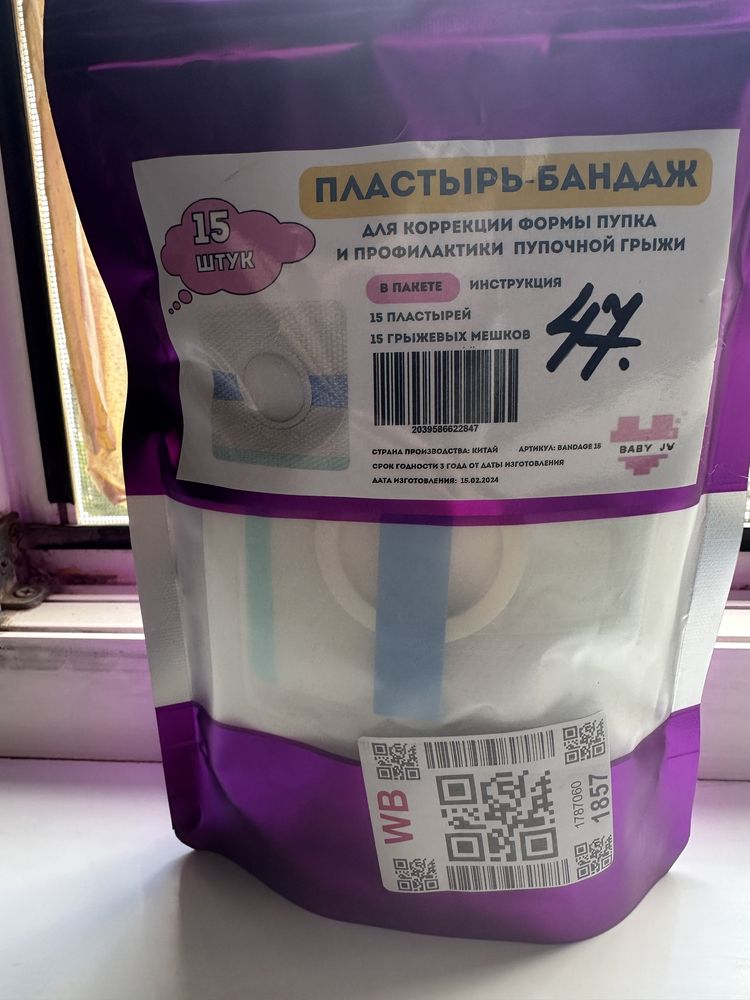 ПЛАСТЫРЬ-БАНДАЖ
ДЛЯ КОРРЕКЦИИ ФОРМЫ ПУПКА
И ПРОФИЛАКТИКИ ПУПОЧНОЙ ГРЫЖИ
15
ШТУК
В ПАКЕТЕ ИНСТРУКЦИЯ
15 ПЛАСТЫРЕЙ
15 ГРЫЖЕВЫХ МЕШКОВ
47.
2039586622847
BABY JV
СТРАНА ПРОИЗВОДСТВА: КИТАЙ АРТИКУЛ: BANDAGE 15
СРОК ГОДНОСТИ 3 ГОДА ОТ ДАТЫ ИЗГОТОВЛЕНИЯ
ДАТА ИЗГОТОВЛЕНИЯ: 15.02.2024
WB
1787060
1857